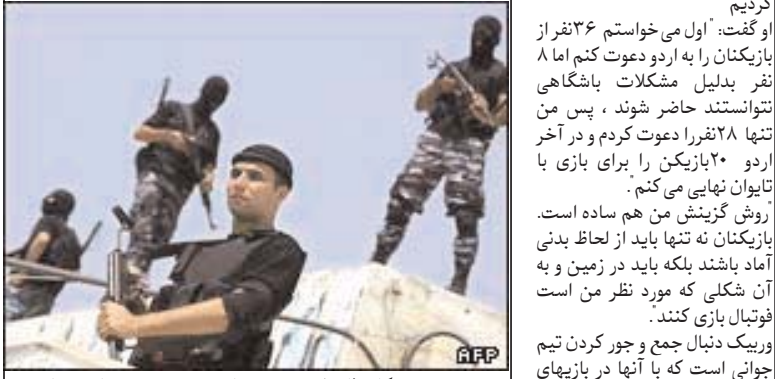 کردیم
او گفت: "اول می‌خواستم ۳۶نفر از
بازیکنان را به اردو دعوت کنم اما ۸
نفر بدلیل مشکلات باشگاهی
نتوانستند حاضر شوند ، پس من
تنها ۲۸نفررا دعوت کردم و در آخر
اردو ۲۰بازیکن را برای بازی با
تایوان نهایی می‌کنم".
"روش گزینش من هم ساده است.
بازیکنان نه تنها باید از لحاظ بدنی
آماد باشند بلکه باید در زمین و به
آن شکلی که مورد نظر من است
فوتبال بازی کنند".
وربیک دنبال جمع و جور کردن تیم
جوانی است که با آنها در بازیهای
AFP